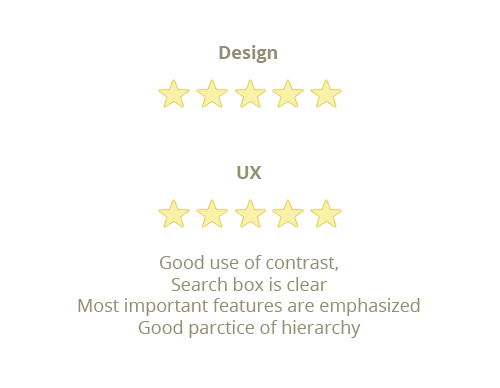 Design
UX
Good use of contrast,
Search box is clear
Most important features are emphasized
Good parctice of hierarchy